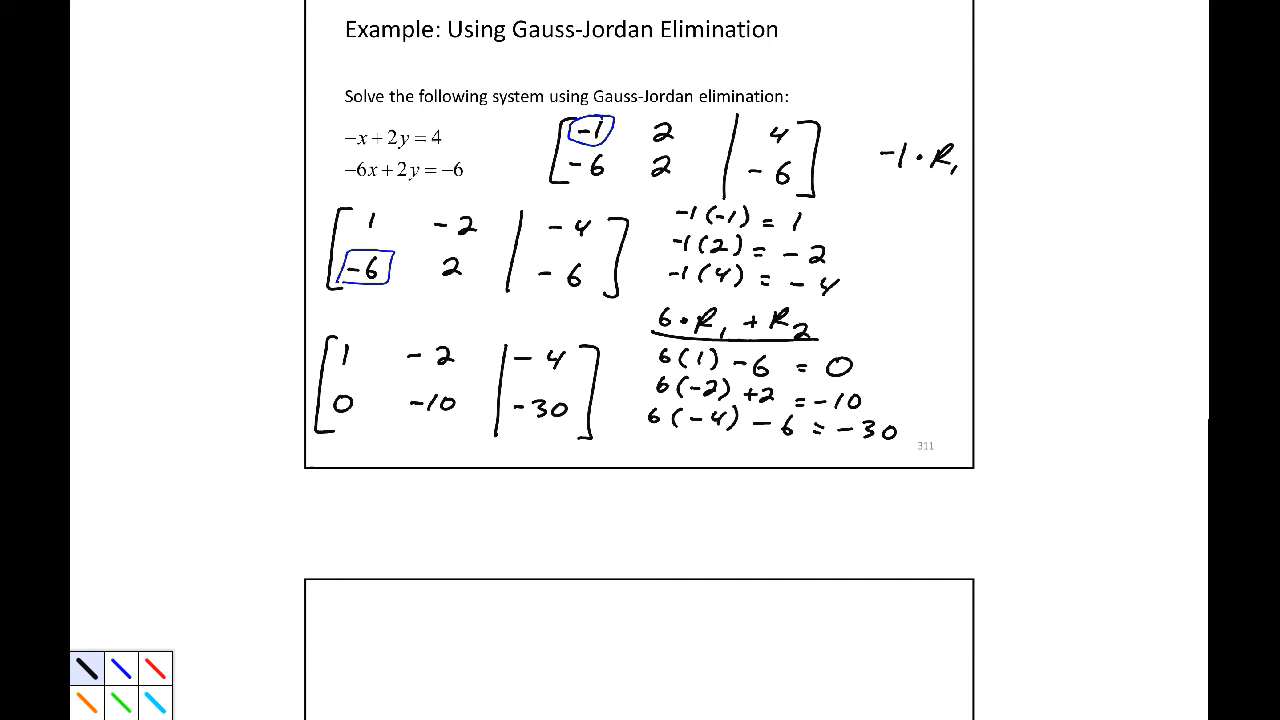 Example: Using Gauss-Jordan Elimination
Solve the following system using Gauss-Jordan elimination:
−x + 2y = 4
−6x + 2y = −6
-1 2 | 4
-6 2 | -6
-1 · R₁
1 -2 | -4
-6 2 | -6
-1(-1) = 1
-1(2) = -2
-1(4) = -4
6 · R₁ + R₂
6(1) - 6 = 0
6(-2) + 2 = -10
6(-4) - 6 = -30
1 -2 | -4
0 -10 | -30
311